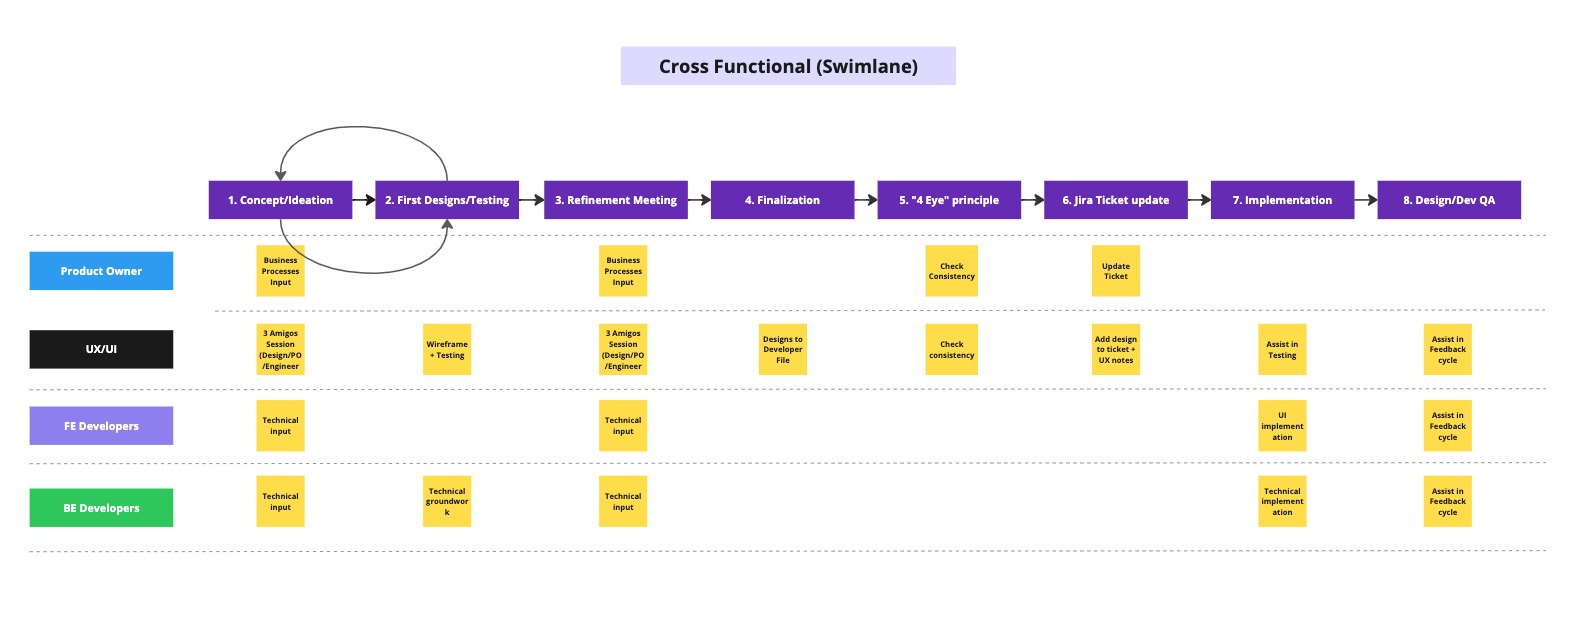 Cross Functional (Swimlane)
1. Concept/Ideation
2. First Designs/Testing
3. Refinement Meeting
4. Finalization
5. "4 Eye" principle
6. Jira Ticket update
7. Implementation
8. Design/Dev QA
Product Owner
Business
Processes
Input
Business
Processes
Input
Check
Consistency
Update
Ticket
UX/UI
3 Amigos
Session
(Design/PO
/Engineer
Wireframe
+ Testing
3 Amigos
Session
(Design/PO
/Engineer
Designs to
Developer
File
Check
consistency
Add design
to ticket +
UX notes
Assist in
Testing
Assist in
Feedback
cycle
FE Developers
Technical
input
Technical
input
UI
implement
ation
Assist in
Feedback
cycle
BE Developers
Technical
input
Technical
groundwor
k
Technical
input
Technical
implement
ation
Assist in
Feedback
cycle